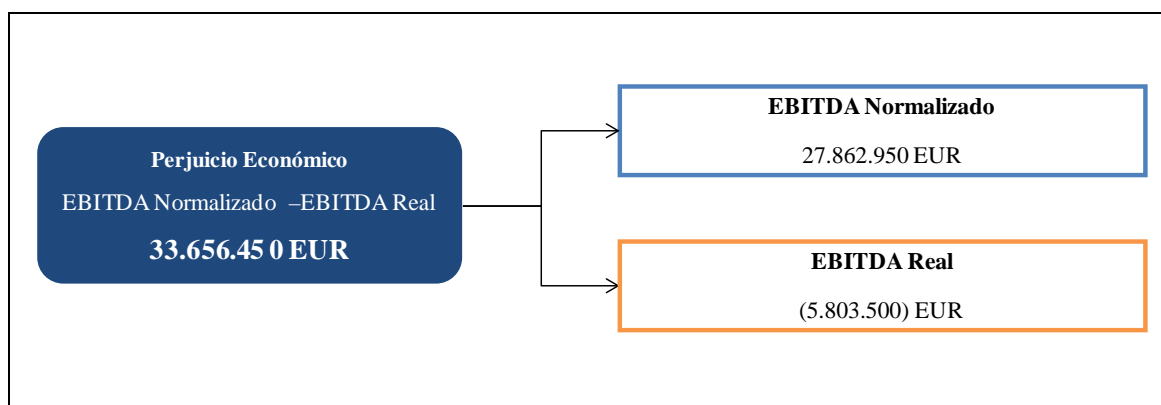 Perjuicio Económico
EBITDA Normalizado –EBITDA Real
33.656.45 0 EUR
EBITDA Normalizado
27.862.950 EUR
EBITDA Real
(5.803.500) EUR